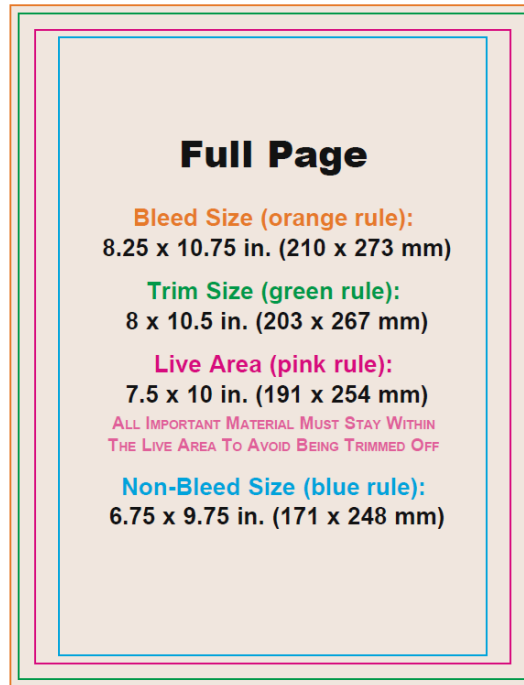 Full Page
Bleed Size (orange rule):
8.25 x 10.75 in. (210 x 273 mm)
Trim Size (green rule):
8 x 10.5 in. (203 x 267 mm)
Live Area (pink rule):
7.5 x 10 in. (191 x 254 mm)
All Important Material Must Stay Within
The Live Area To Avoid Being Trimmed Off
Non-Bleed Size (blue rule):
6.75 x 9.75 in. (171 x 248 mm)